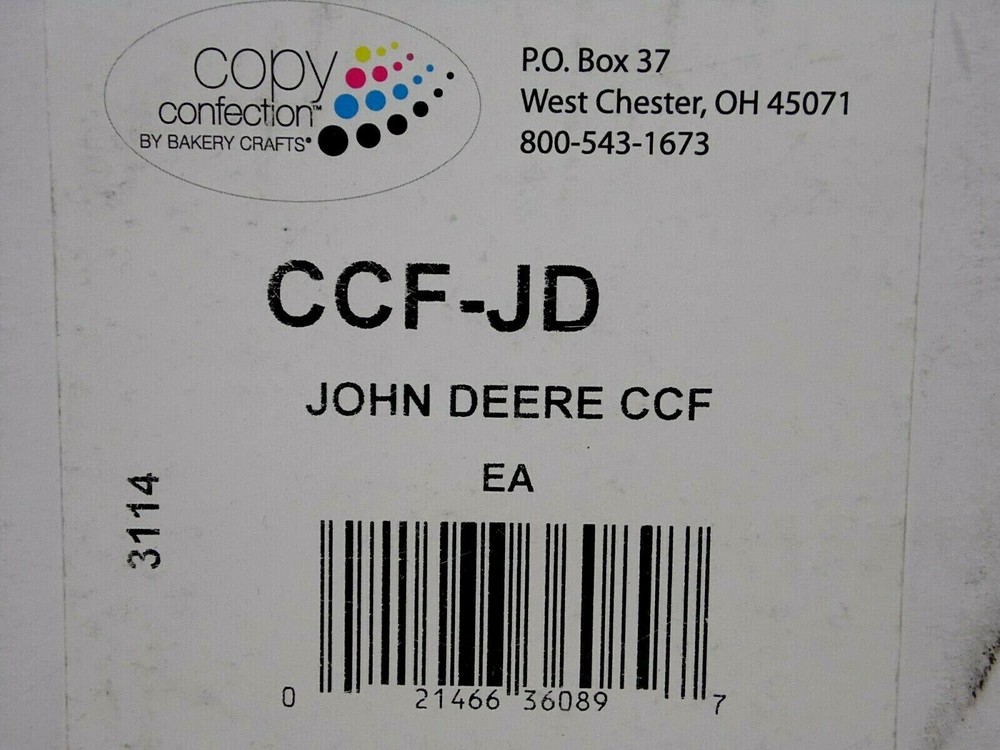 copy
confection™
BY BAKERY CRAFTS®
P.O. Box 37
West Chester, OH 45071
800-543-1673
CCF-JD
JOHN DEERE CCF
EA
3114
0 21466 36089 7